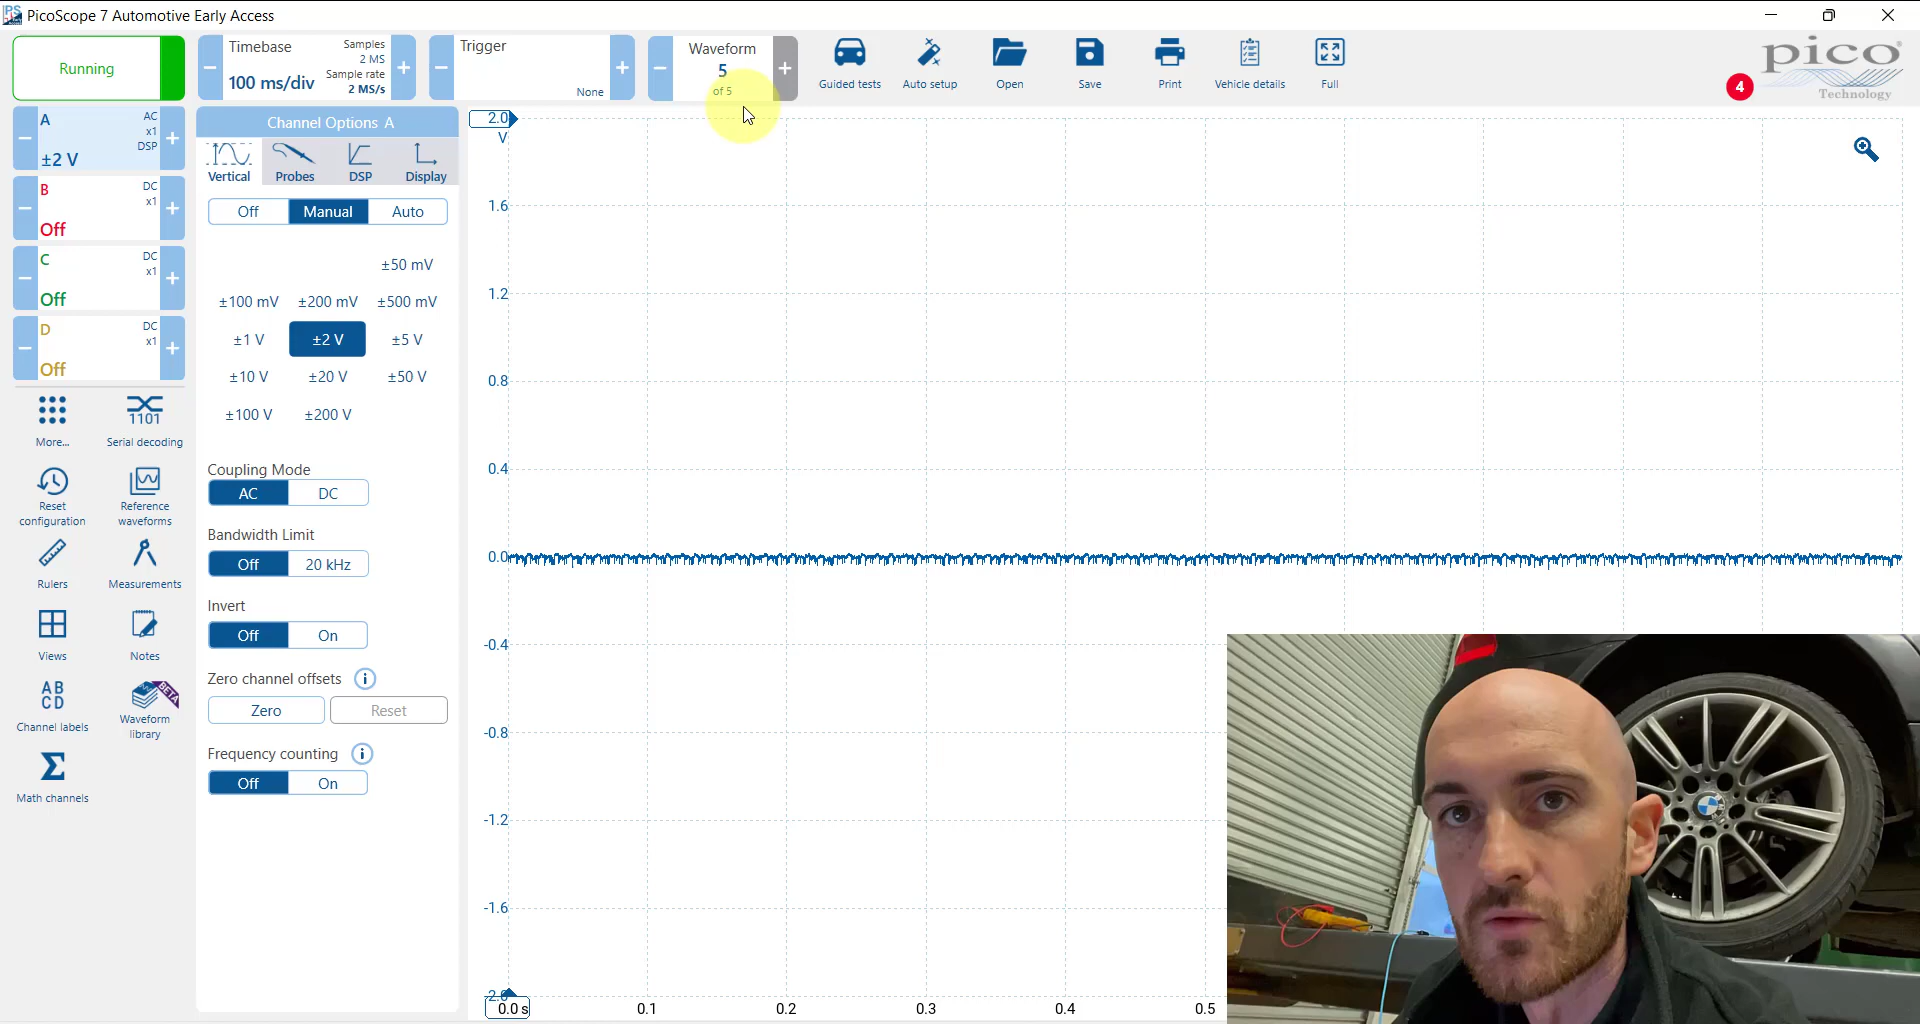 PicoScope 7 Automotive Early Access
Running
Timebase
100 ms/div
Samples
2 MS
Sample rate
2 MS/s
Trigger
None
Waveform
5
of 5
Guided tests
Auto setup
Open
Save
Print
Vehicle details
Full
4
pico
Technology
A
AC
x1
DSP
±2 V
B
DC
x1
Off
C
DC
x1
Off
D
DC
x1
Off
More...
1101
Serial decoding
Reset
configuration
Reference
waveforms
Rulers
Measurements
Views
Notes
A B
C D
Channel labels
BETA
Waveform
library
Σ
Math channels
Channel Options A
Vertical
Probes
DSP
Display
Off
Manual
Auto
±50 mV
±100 mV
±200 mV
±500 mV
±1 V
±2 V
±5 V
±10 V
±20 V
±50 V
±100 V
±200 V
Coupling Mode
AC
DC
Bandwidth Limit
Off
20 kHz
Invert
Off
On
Zero channel offsets
i
Zero
Reset
Frequency counting
i
Off
On
2.0
V
1.6
1.2
0.8
0.4
0.0
-0.4
-0.8
-1.2
-1.6
-2.0
0.0 s
0.1
0.2
0.3
0.4
0.5